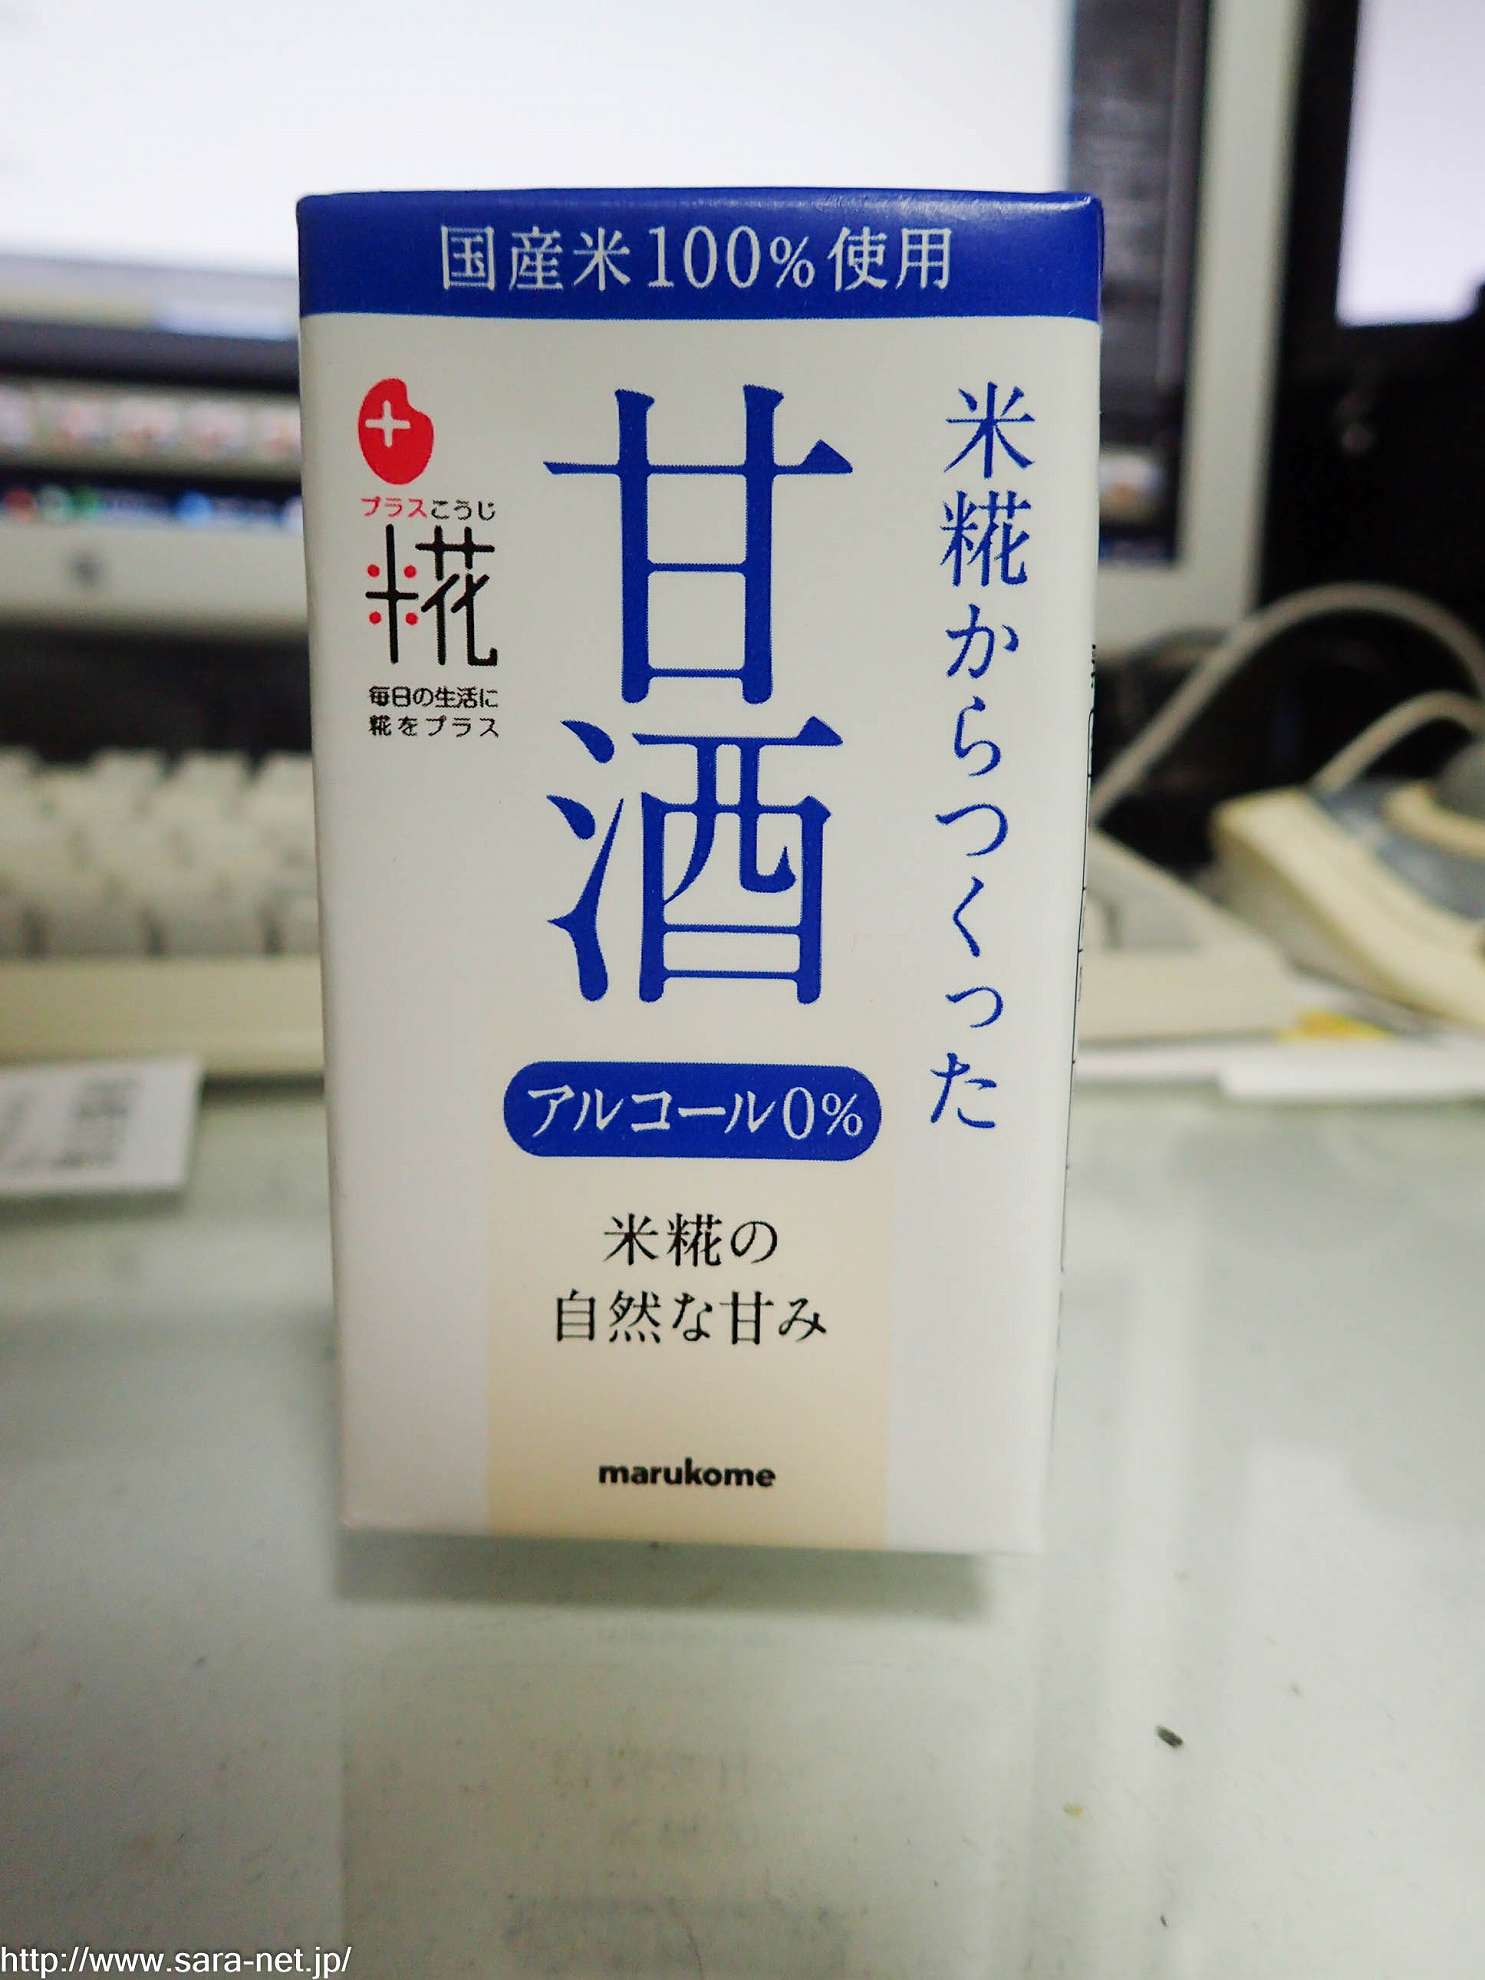 国産米100%使用
米糀からつくった
甘酒
プラスこうじ
糀
毎日の生活に
糀をプラス
アルコール0%
米糀の
自然な甘み
marukome
http://www.sara-net.jp/